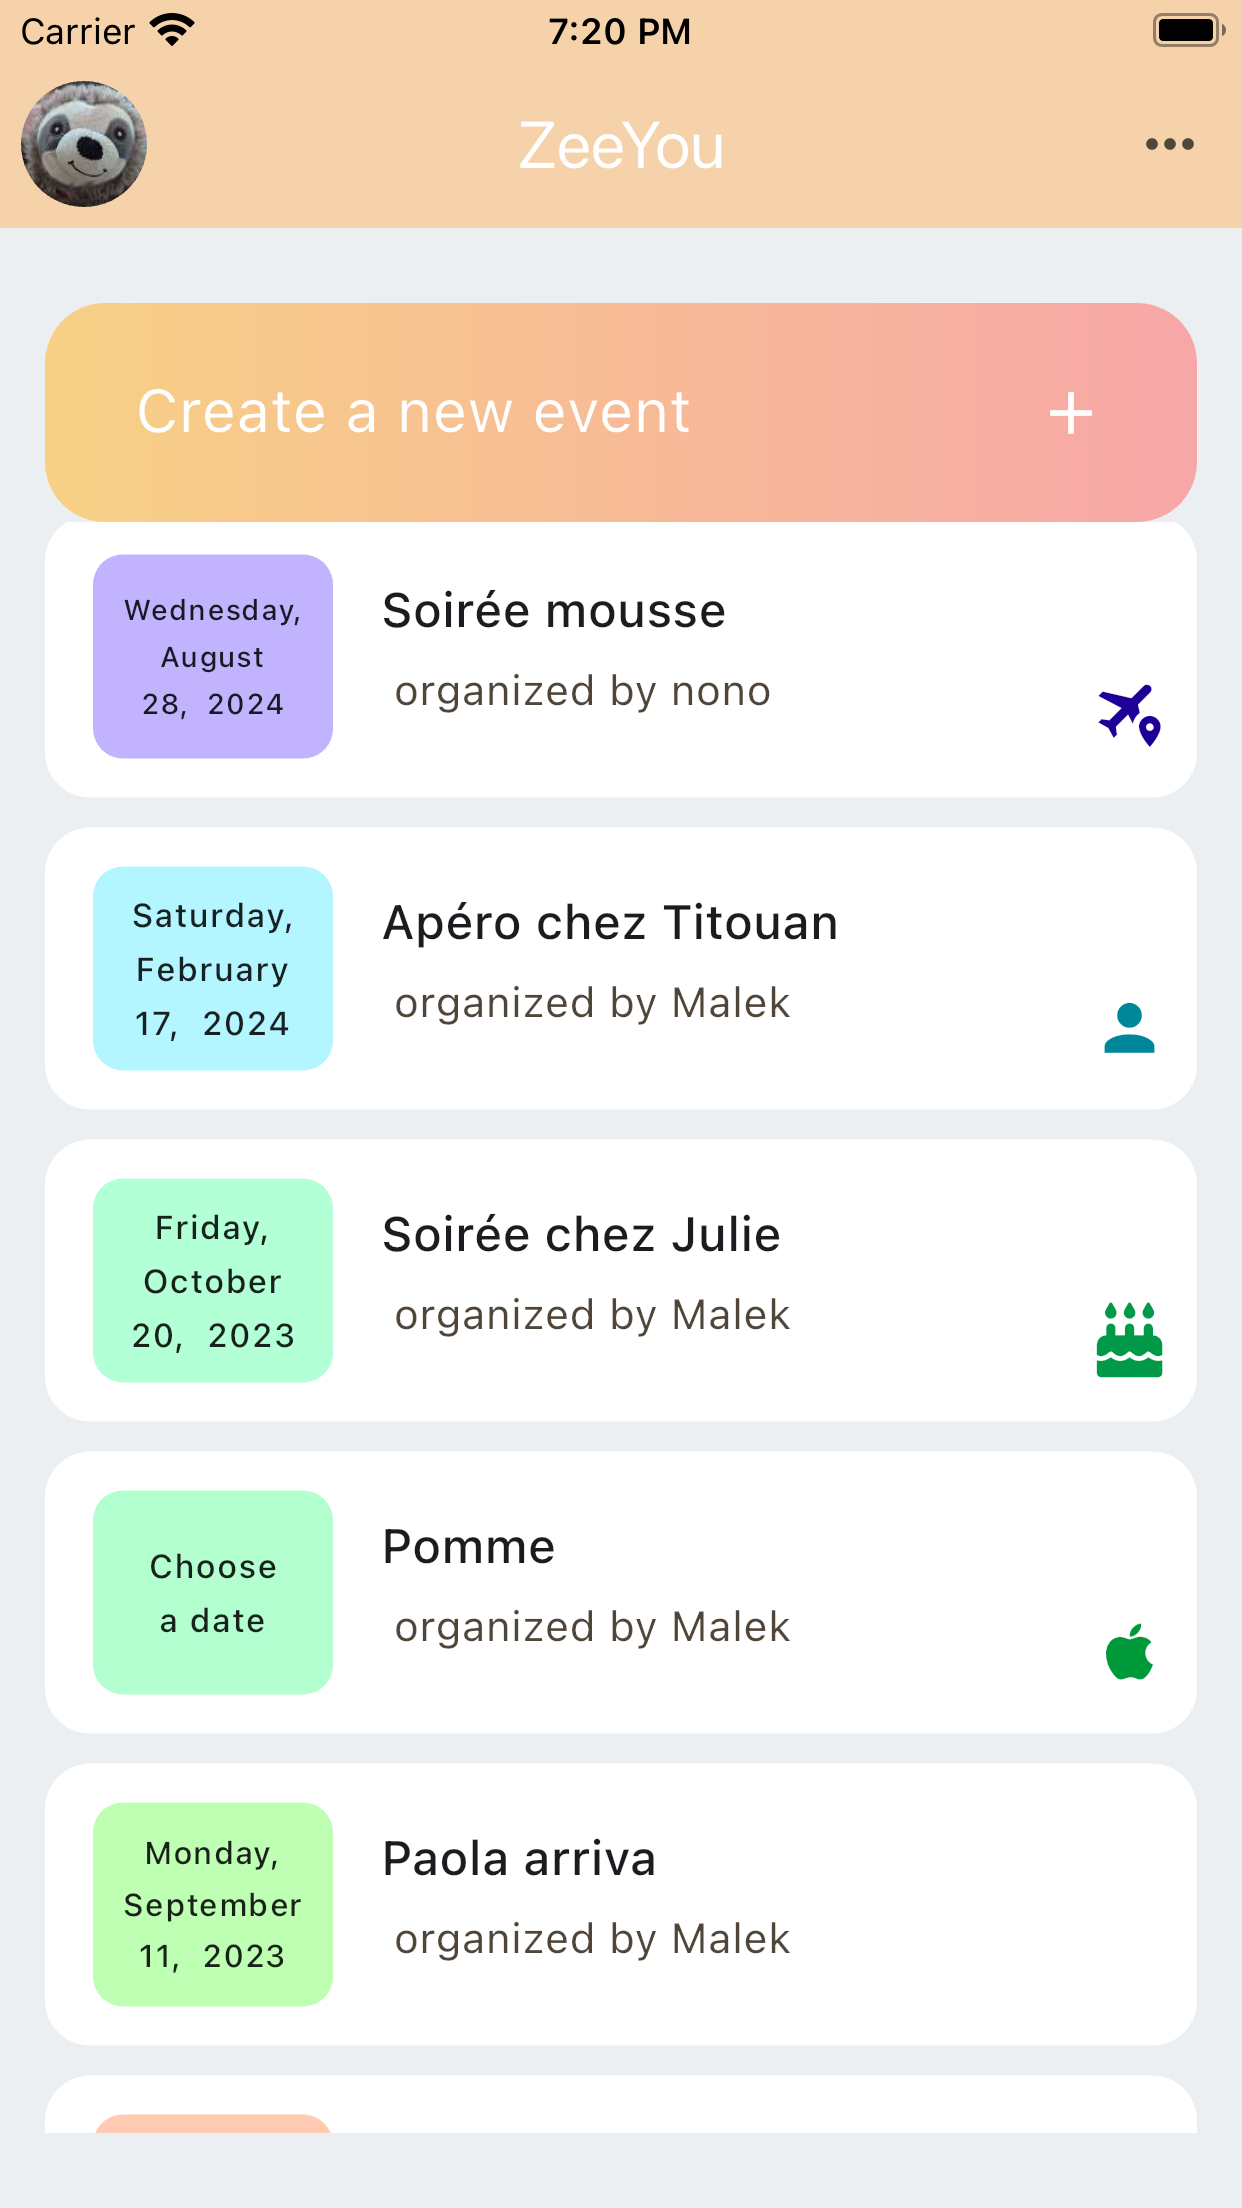 Carrier 7:20 PM
ZeeYou
Create a new event
Wednesday,
August
28, 2024
Soirée mousse
organized by nono
Saturday,
February
17, 2024
Apéro chez Titouan
organized by Malek
Friday,
October
20, 2023
Soirée chez Julie
organized by Malek
Choose
a date
Pomme
organized by Malek
Monday,
September
11, 2023
Paola arriva
organized by Malek